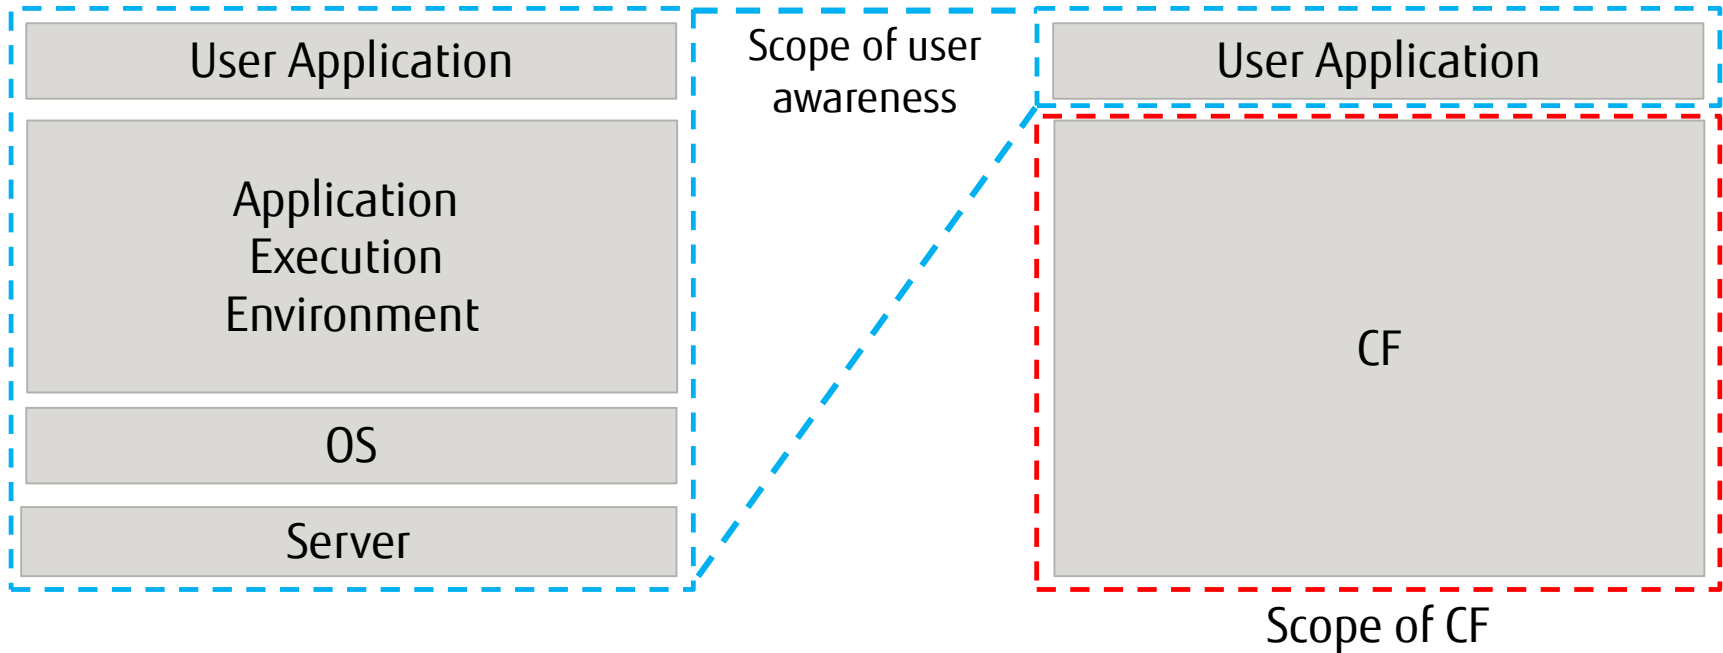 User Application
Application
Execution
Environment
OS
Server
Scope of user
awareness
User Application
CF
Scope of CF